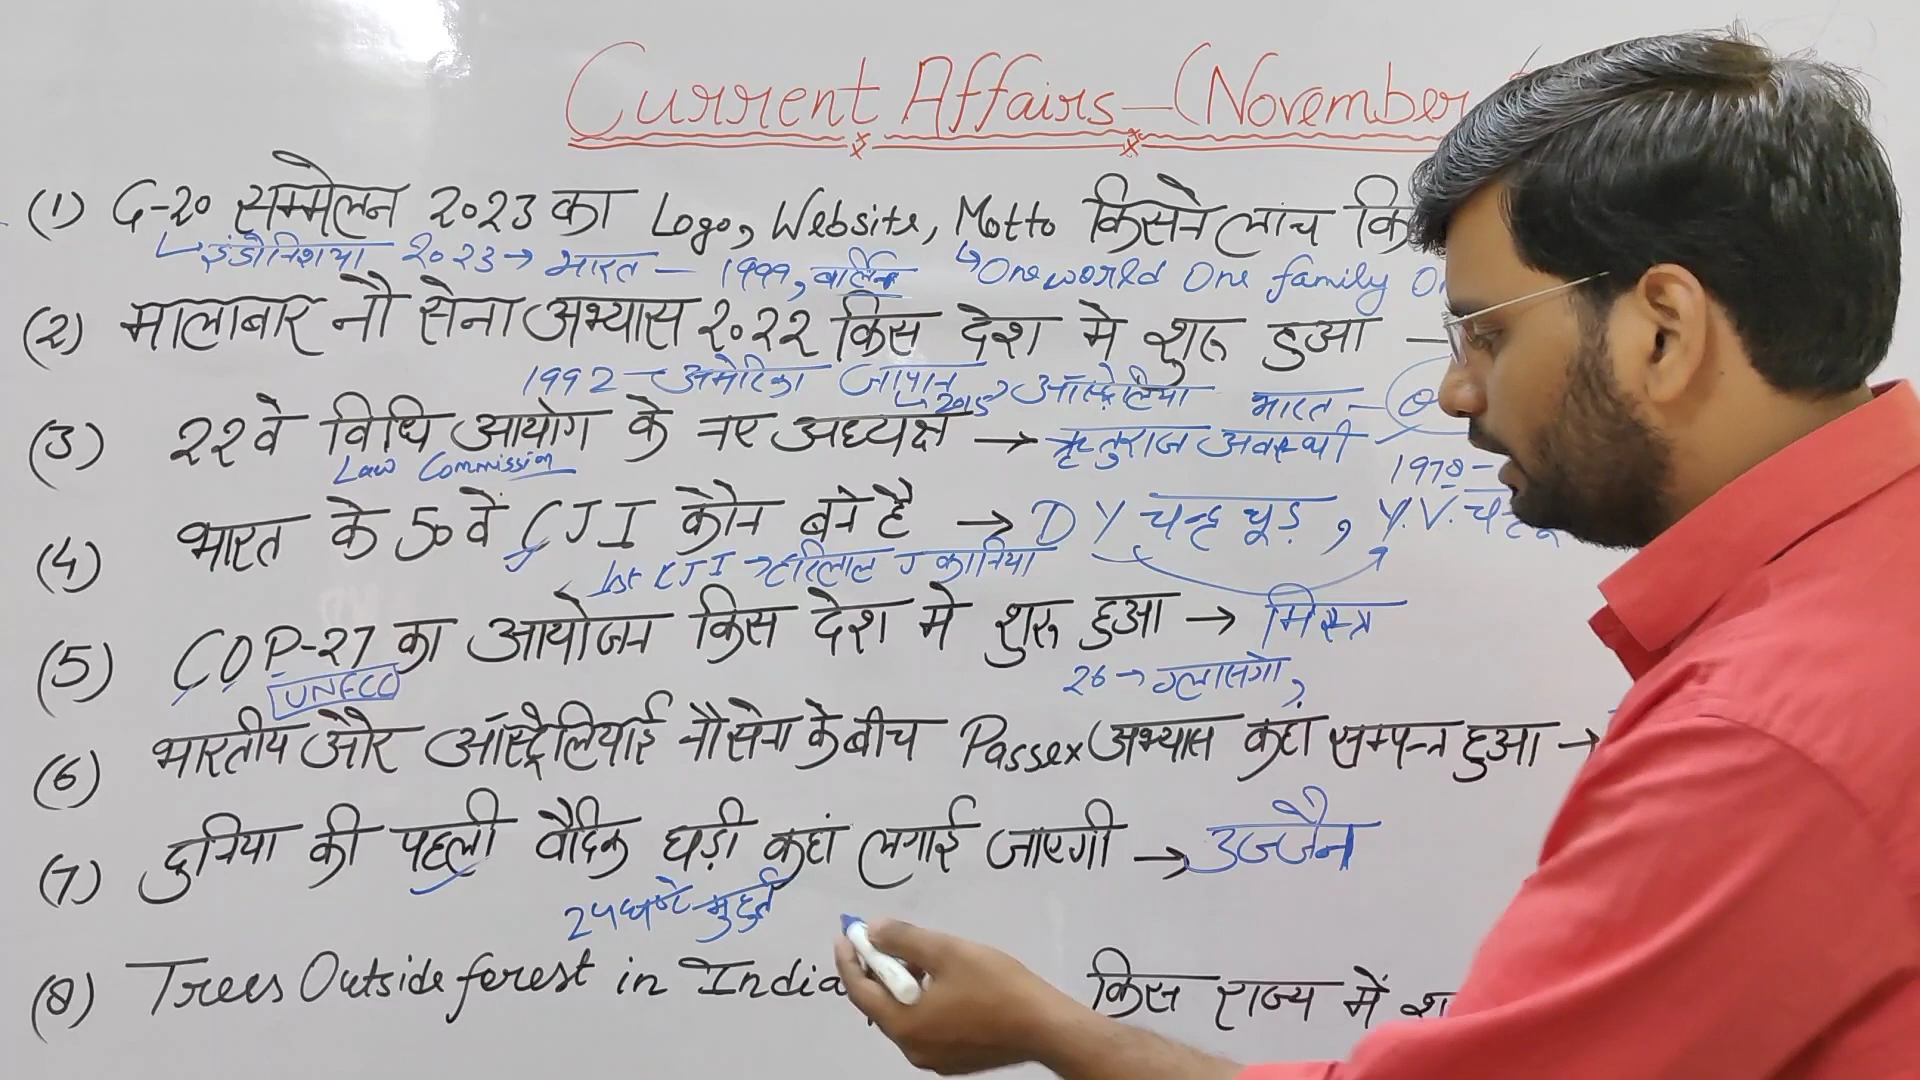 Current Affairs - (November
(1) G-20 सम्मेलन 2023 का Logo, Website, Motto किसने लांच कि
↳ इंडोनेशिया 2023 → भारत - 1999, बर्लिन ↳ One world One family O
(2) मालाबार नौ सेना अभ्यास 2022 किस देश मे शुरू हुआ -
1992 - अमेरिका जापान ↳ 2015, ऑस्ट्रेलिया भारत -
(3) 22वे विधि आयोग के नए अध्यक्ष → ऋतुराज अवस्थी
Law Commission
1978 -
(4) भारत के 50वें CJI कौन बने है → D Y चन्द्रचूड़, Y.V. चन्द्रचू
1st CJI → हरिलाल J कानिया
(5) COP-27 का आयोजन किस देश मे शुरू हुआ → मिस्त्र
UNFCC
26 → ग्लासगो,
(6) भारतीय और ऑस्ट्रेलियाई नौसेना के बीच Passex अभ्यास कहां सम्पन्न हुआ →
(7) दुनिया की पहली वैदिक घड़ी कहां लगाई जाएगी → उज्जैन
24 घण्टे - मुहूर्त
(8) Trees Outside forest in India किस राज्य में शु